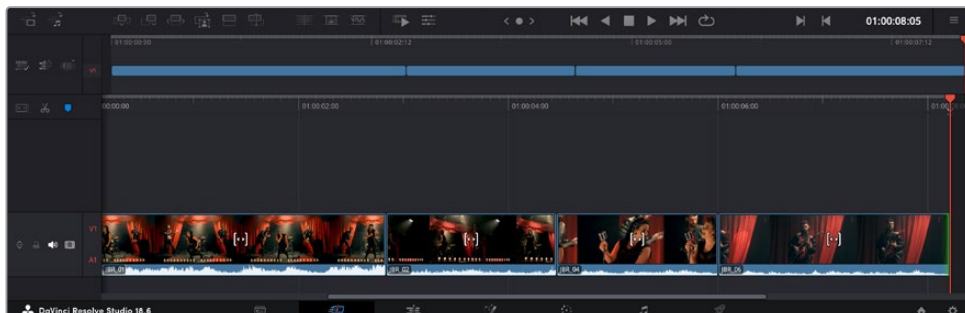 01:00:08:05
01:00:00:00 01:00:02:12 01:00:05:00 01:00:07:12
V1
00:00:00 01:00:02:00 01:00:04:00 01:00:06:00
V1
A1
JBR_01 JBR_02 JBR_04 JBR_06
DaVinci Resolve Studio 18.6